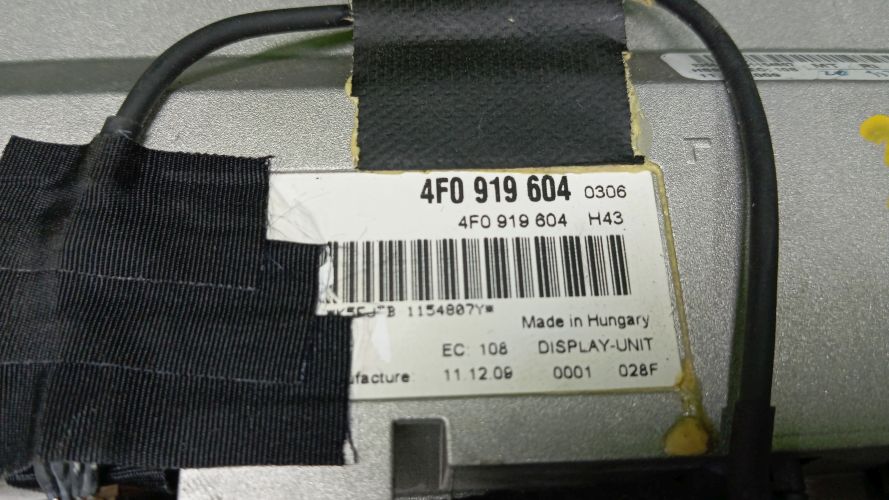 4F0 919 604 0306
4F0 919 604 H43
1154807Y*
Made in Hungary
EC: 108 DISPLAY-UNIT
ufacture 11.12.09 0001 028F